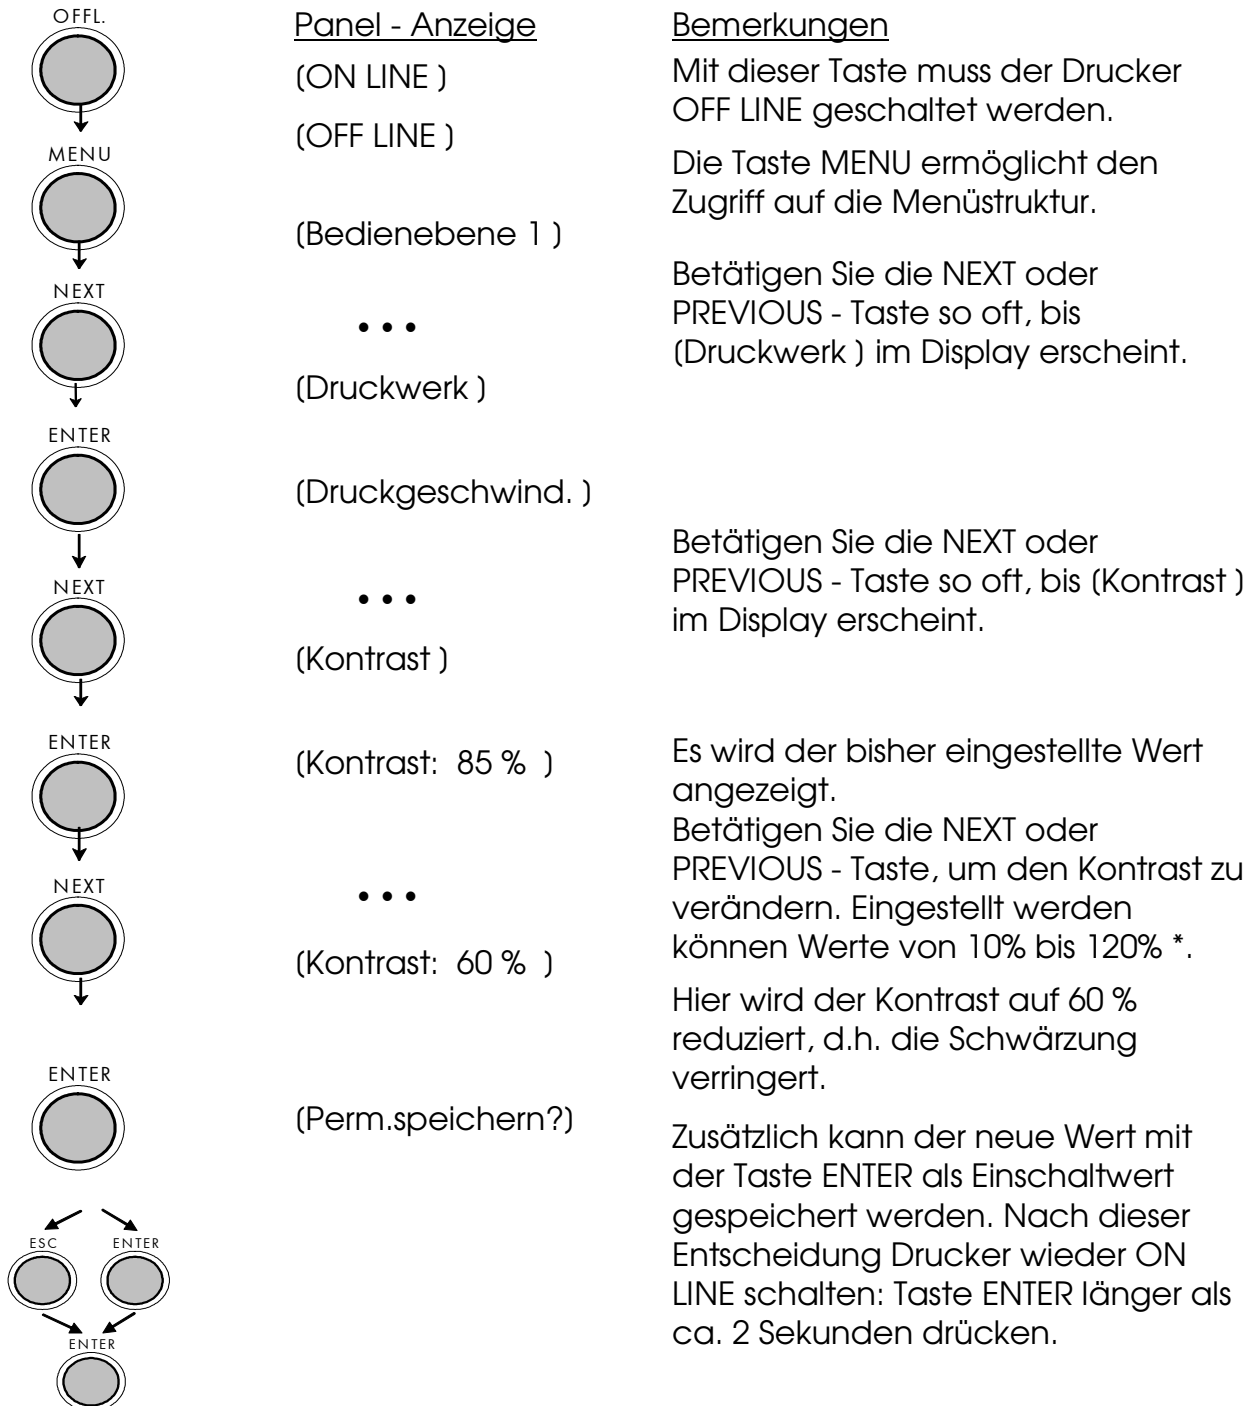 OFFL.
Panel - Anzeige
Bemerkungen
(ON LINE )
Mit dieser Taste muss der Drucker
OFF LINE geschaltet werden.
(OFF LINE )
MENU
Die Taste MENU ermöglicht den
Zugriff auf die Menüstruktur.
(Bedienebene 1 )
NEXT
Betätigen Sie die NEXT oder
PREVIOUS - Taste so oft, bis
(Druckwerk ) im Display erscheint.
• • •
(Druckwerk )
ENTER
(Druckgeschwind. )
NEXT
Betätigen Sie die NEXT oder
PREVIOUS - Taste so oft, bis (Kontrast )
im Display erscheint.
• • •
(Kontrast )
ENTER
(Kontrast: 85 % )
Es wird der bisher eingestellte Wert
angezeigt.
Betätigen Sie die NEXT oder
PREVIOUS - Taste, um den Kontrast zu
verändern. Eingestellt werden
können Werte von 10% bis 120% *.
NEXT
• • •
(Kontrast: 60 % )
Hier wird der Kontrast auf 60 %
reduziert, d.h. die Schwärzung
verringert.
ENTER
(Perm.speichern?)
Zusätzlich kann der neue Wert mit
der Taste ENTER als Einschaltwert
gespeichert werden. Nach dieser
Entscheidung Drucker wieder ON
LINE schalten: Taste ENTER länger als
ca. 2 Sekunden drücken.
ESC
ENTER
ENTER